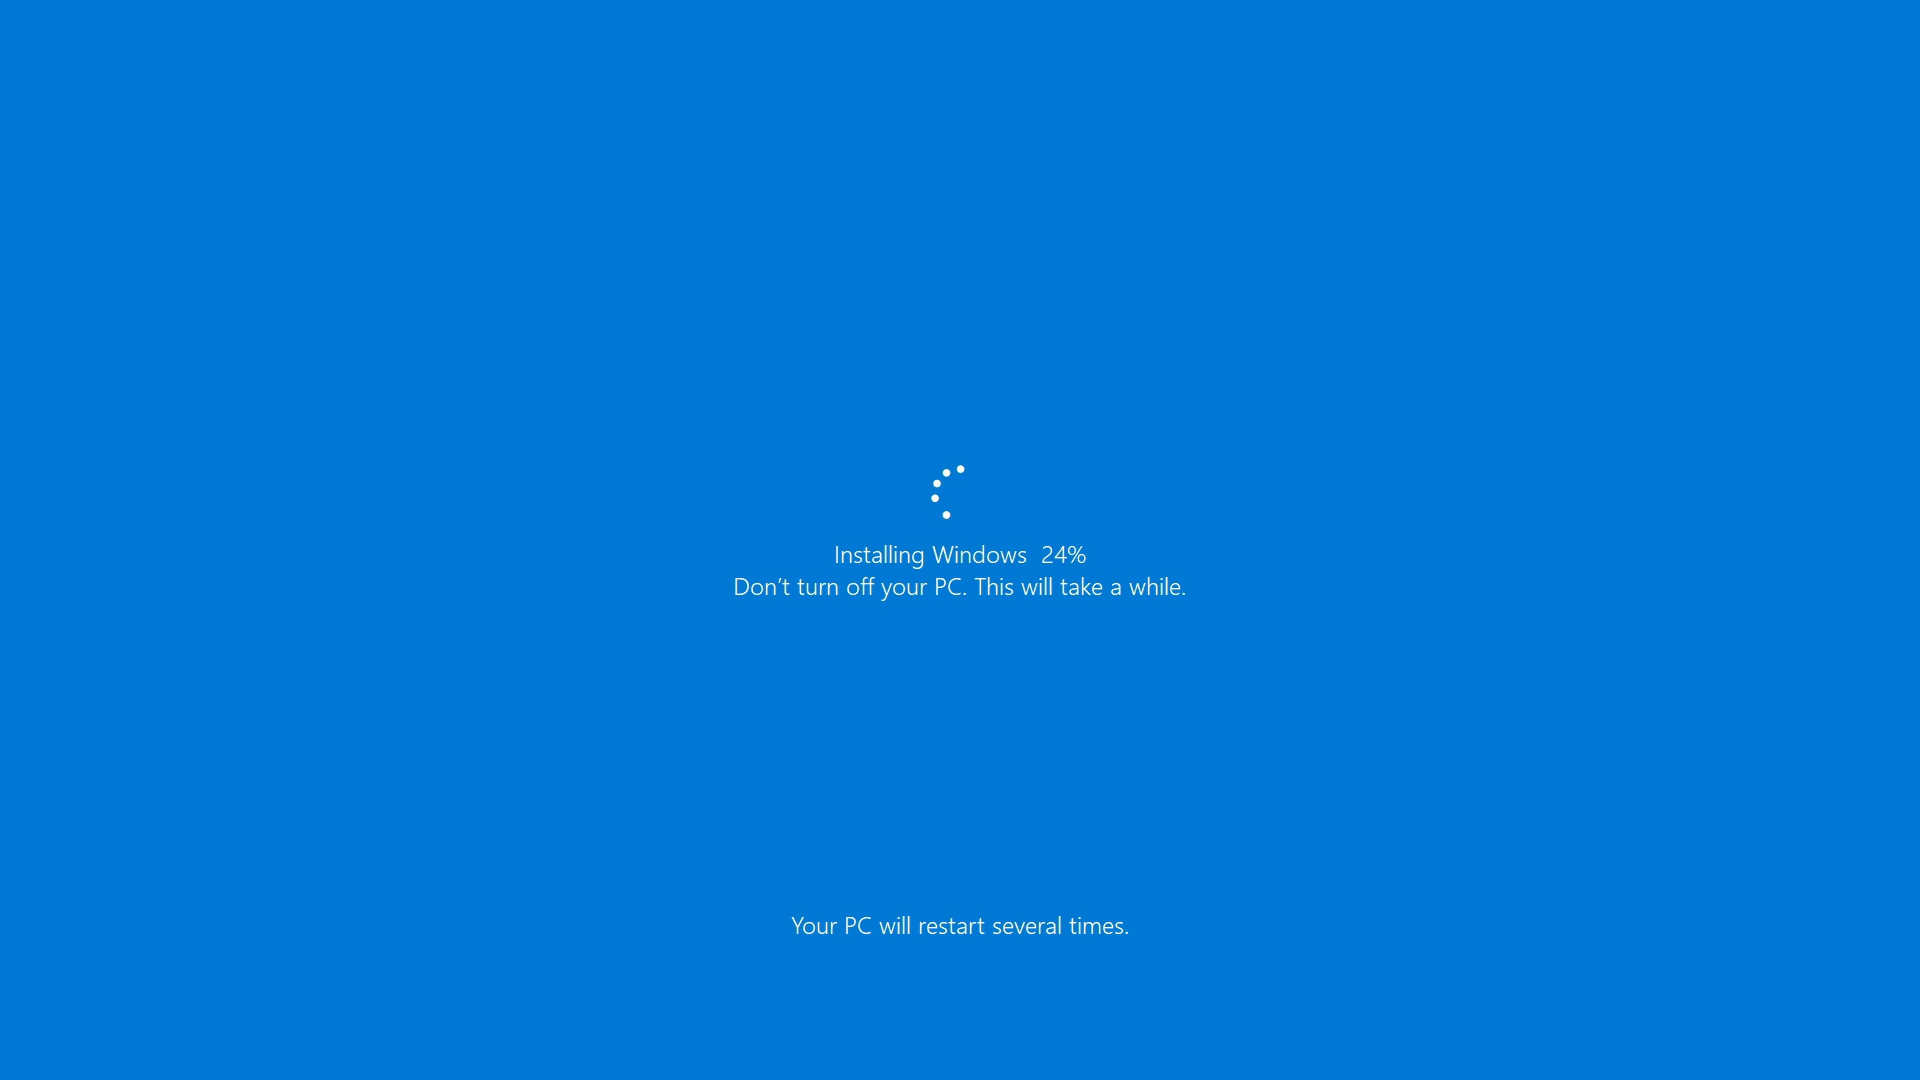 Installing Windows  24%
Don’t turn off your PC. This will take a while.
Your PC will restart several times.